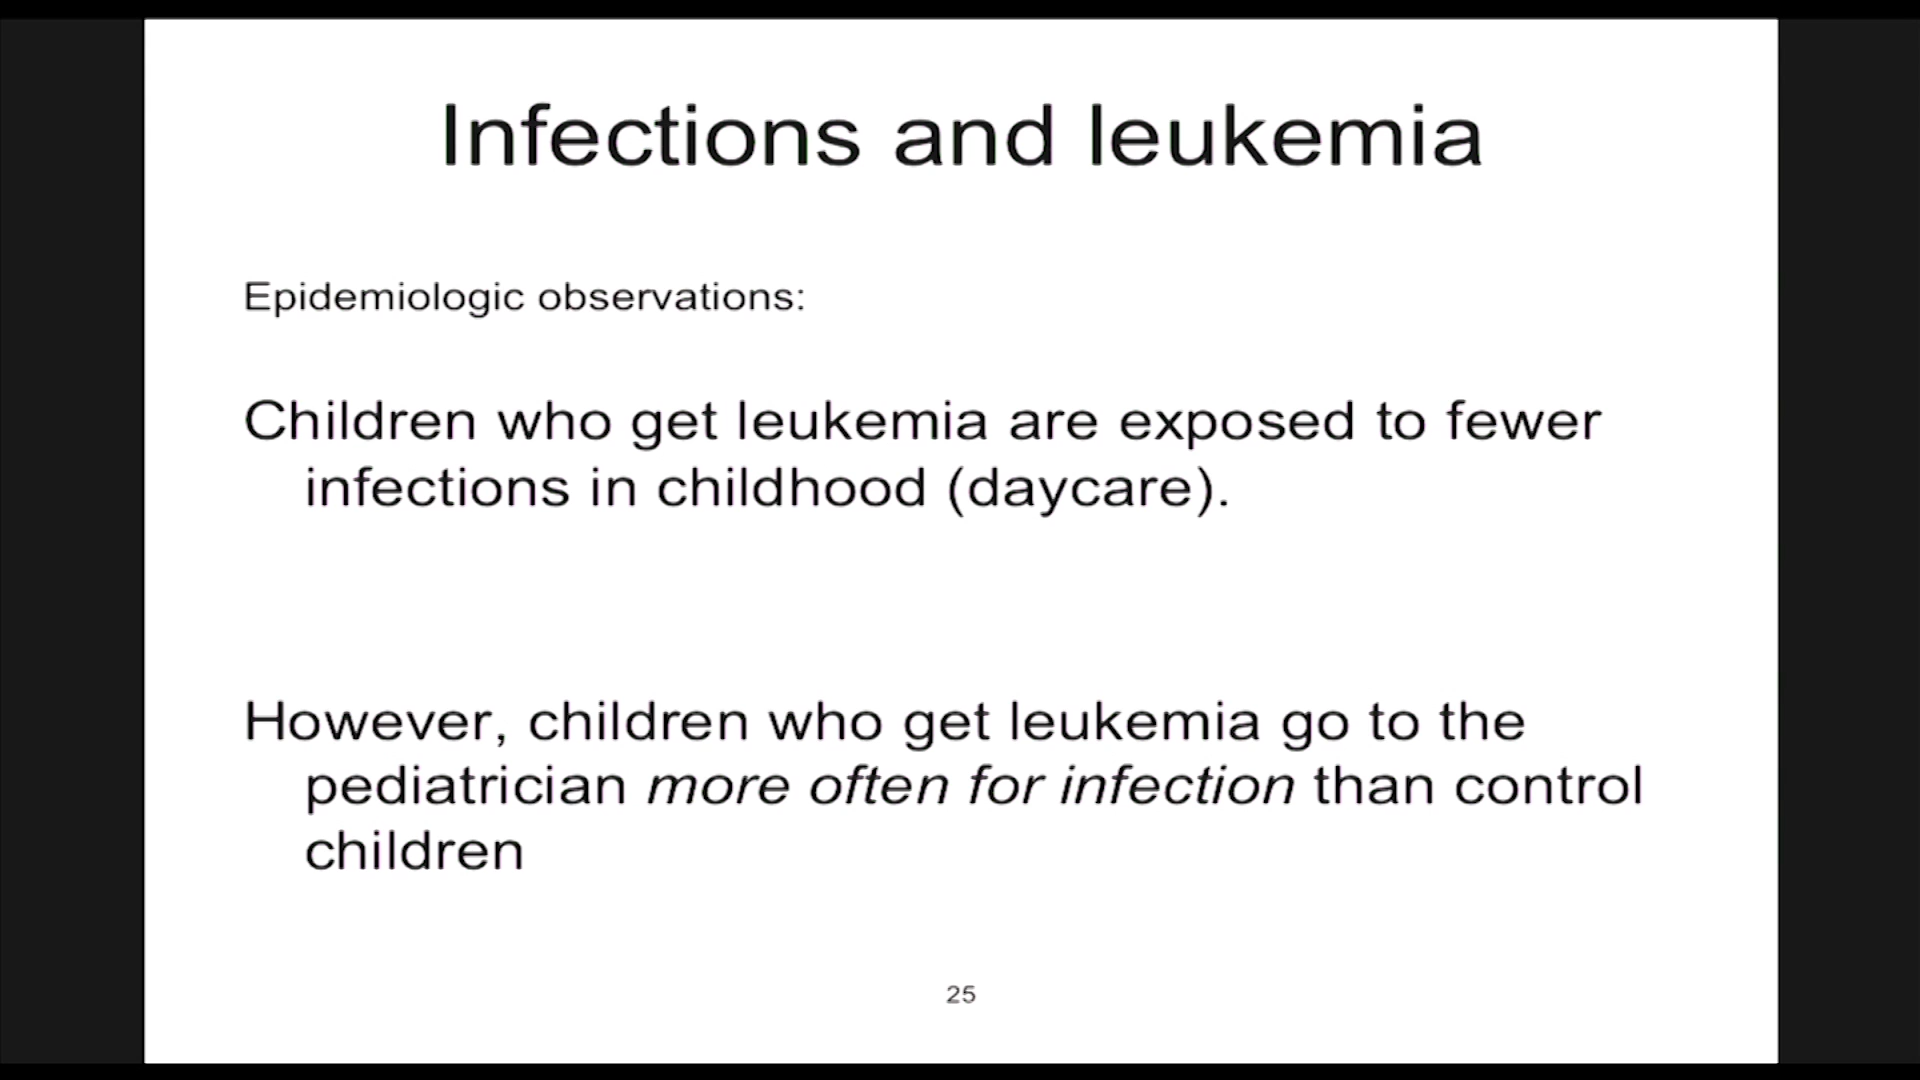 Infections and leukemia
Epidemiologic observations:
Children who get leukemia are exposed to fewer
infections in childhood (daycare).
However, children who get leukemia go to the
pediatrician more often for infection than control
children
25